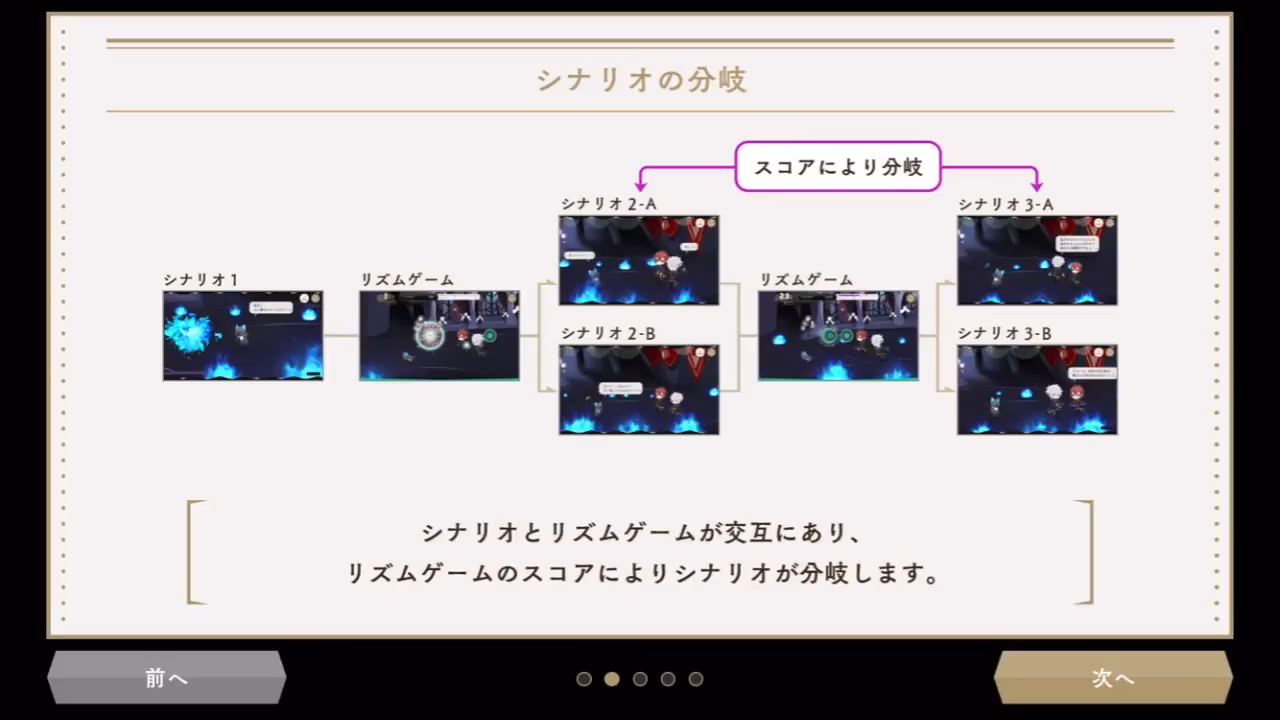 シナリオの分岐
スコアにより分岐
シナリオ 2-A
シナリオ 3-A
シナリオ 1
リズムゲーム
リズムゲーム
シナリオ 2-B
シナリオ 3-B
シナリオとリズムゲームが交互にあり、
リズムゲームのスコアによりシナリオが分岐します。
前へ
次へ